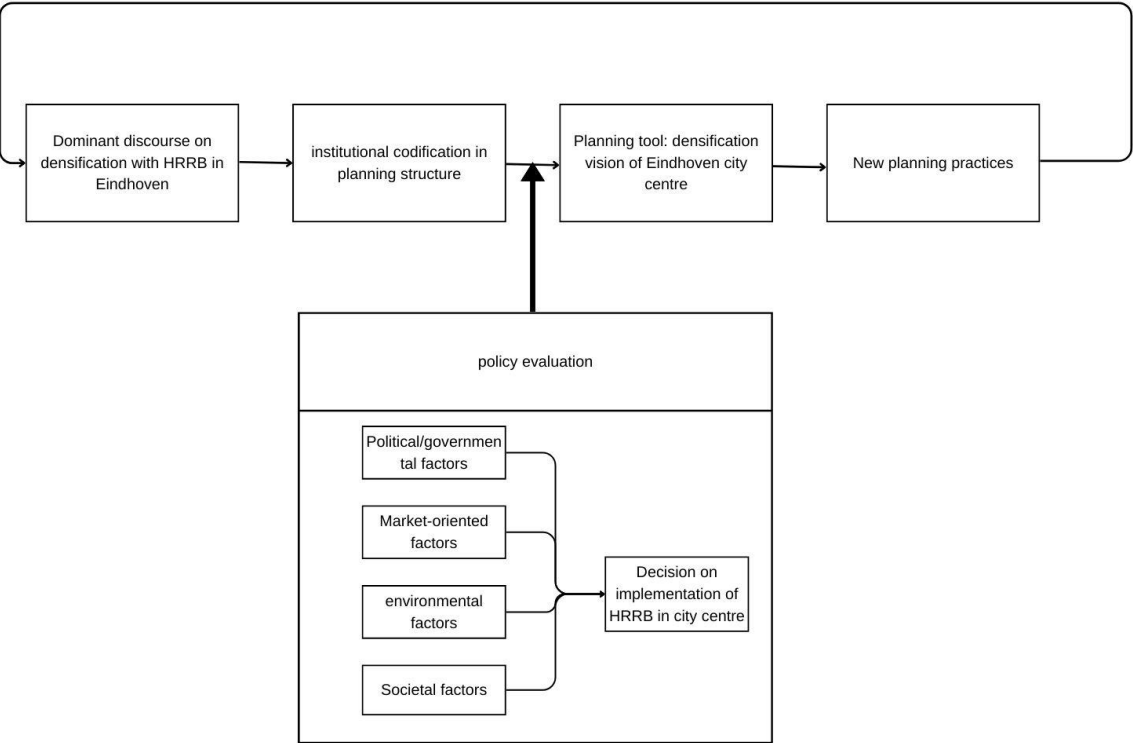 Dominant discourse on
densification with HRRB in
Eindhoven
institutional codification in
planning structure
Planning tool: densification
vision of Eindhoven city
centre
New planning practices
policy evaluation
Political/governmen
tal factors
Market-oriented
factors
environmental
factors
Societal factors
Decision on
implementation of
HRRB in city centre